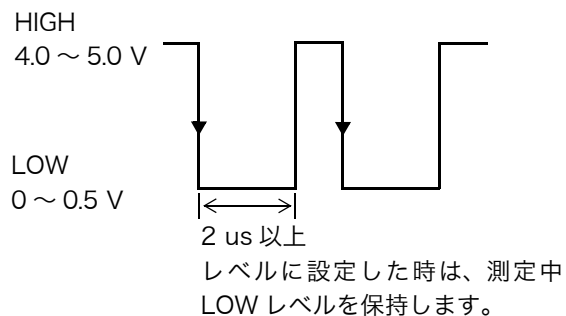 HIGH
4.0 ～ 5.0 V
LOW
0 ～ 0.5 V
2 us 以上
レベルに設定した時は、測定中
LOW レベルを保持します。